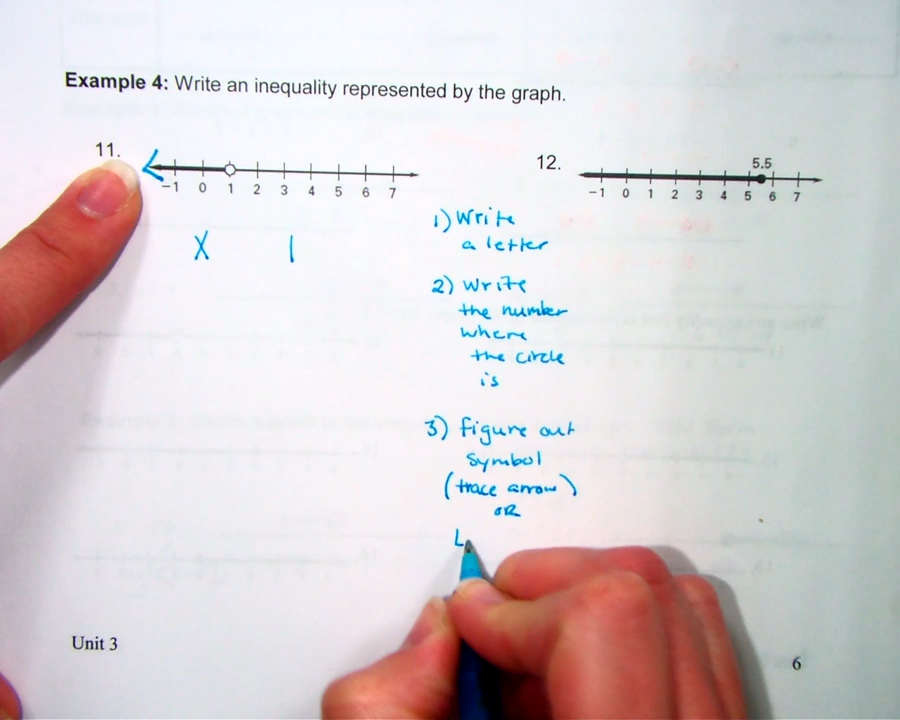 Example 4: Write an inequality represented by the graph.
11.
−1 0 1 2 3 4 5 6 7
X |
12.
5.5
−1 0 1 2 3 4 5 6 7
1) Write
a letter
2) Write
the number
where
the circle
is
3) figure out
symbol
(trace arrow)
OR
L
Unit 3
6